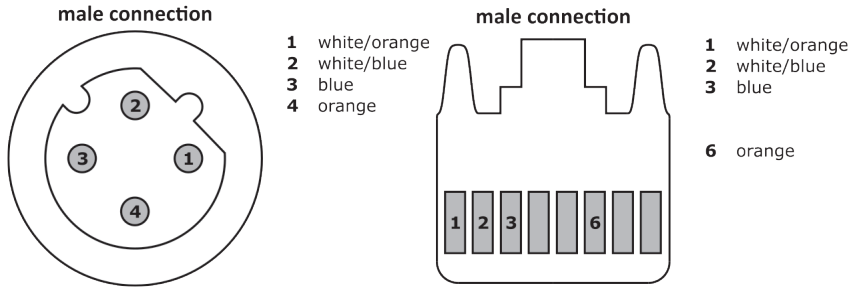 male connection
1 white/orange
2 white/blue
3 blue
4 orange
2
3
1
4
male connection
1 white/orange
2 white/blue
3 blue
6 orange
1 2 3 6